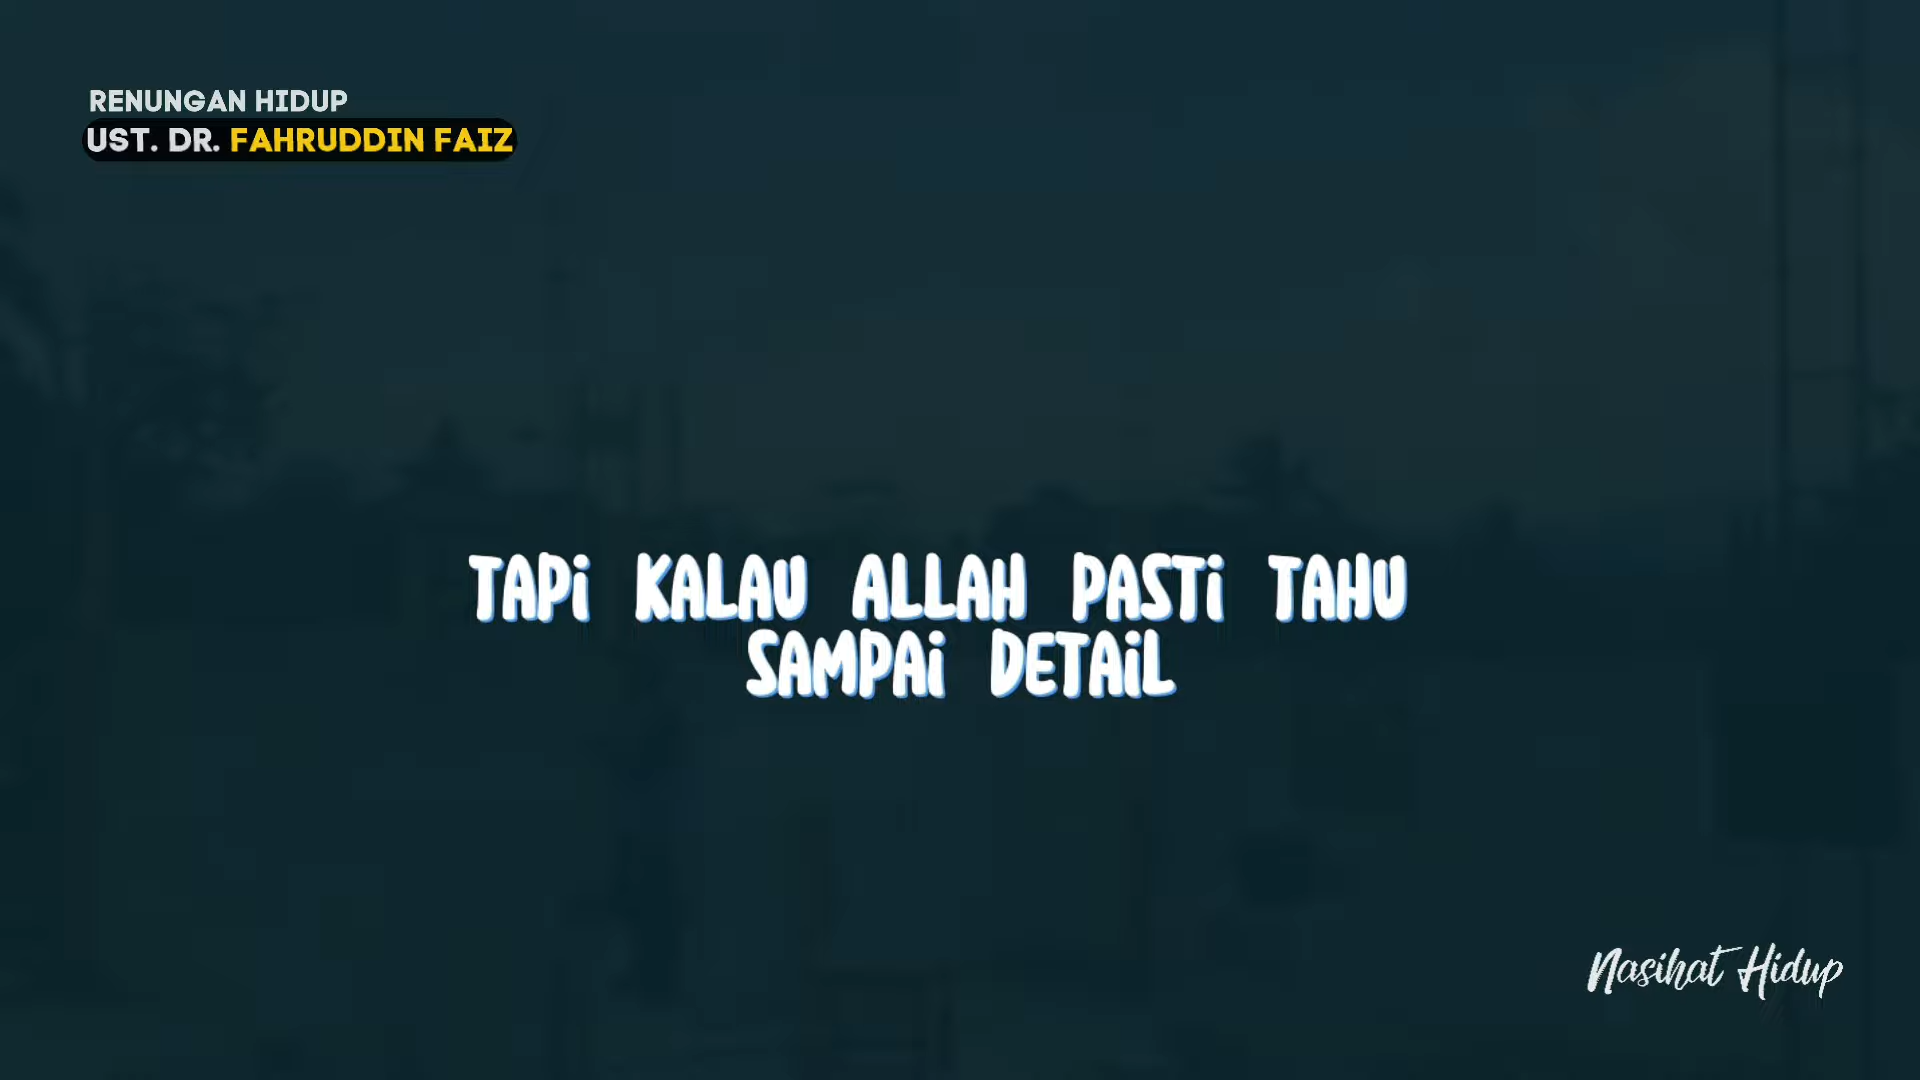 RENUNGAN HIDUP
UST. DR. FAHRUDDIN FAIZ
TAPI KALAU ALLAH PASTI TAHU
SAMPAI DETAIL
Nasihat Hidup